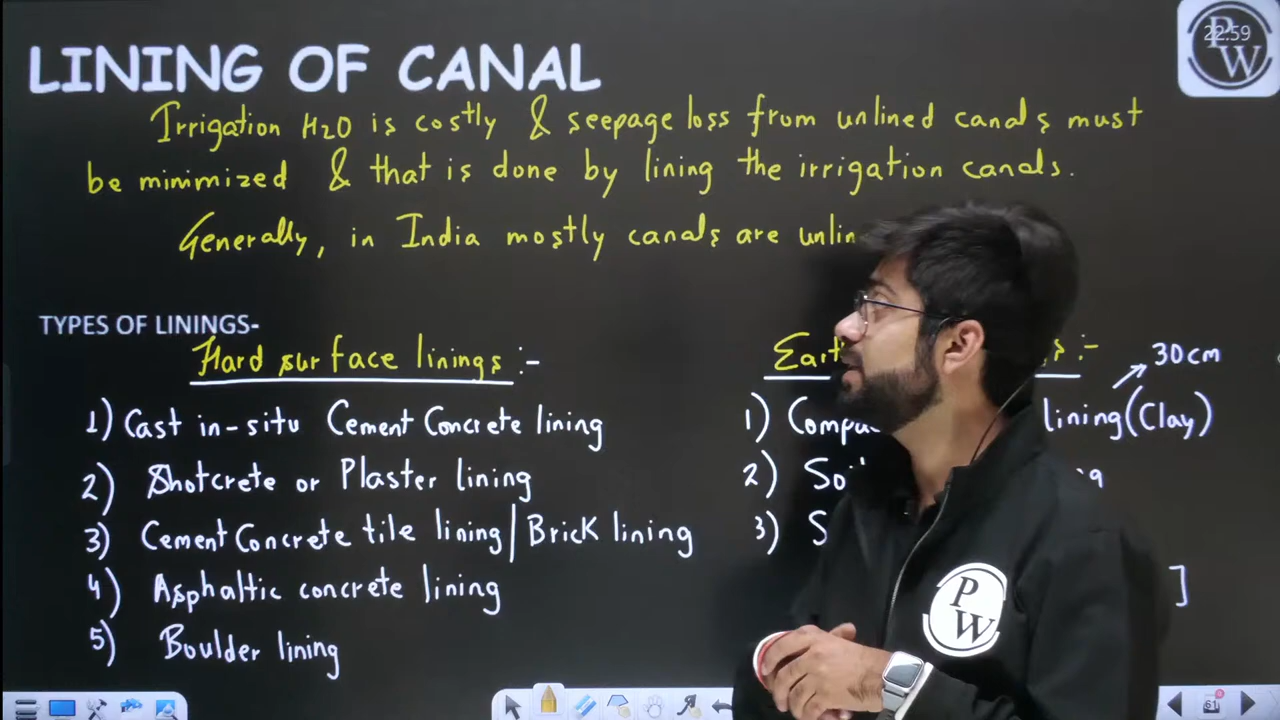 LINING OF CANAL
22:59
PW
Irrigation H2O is costly & seepage loss from unlined canals must
be minimized & that is done by lining the irrigation canals.
Generally, in India mostly canals are
TYPES OF LININGS-
Hard surface linings :-
1) Cast in-situ Cement Concrete lining
2) Shotcrete or Plaster lining
3) Cement Concrete tile lining/Brick lining
4) Asphaltic concrete lining
5) Boulder lining
:-
30cm
1) lining (Clay)
2)
3)
]
PW
61